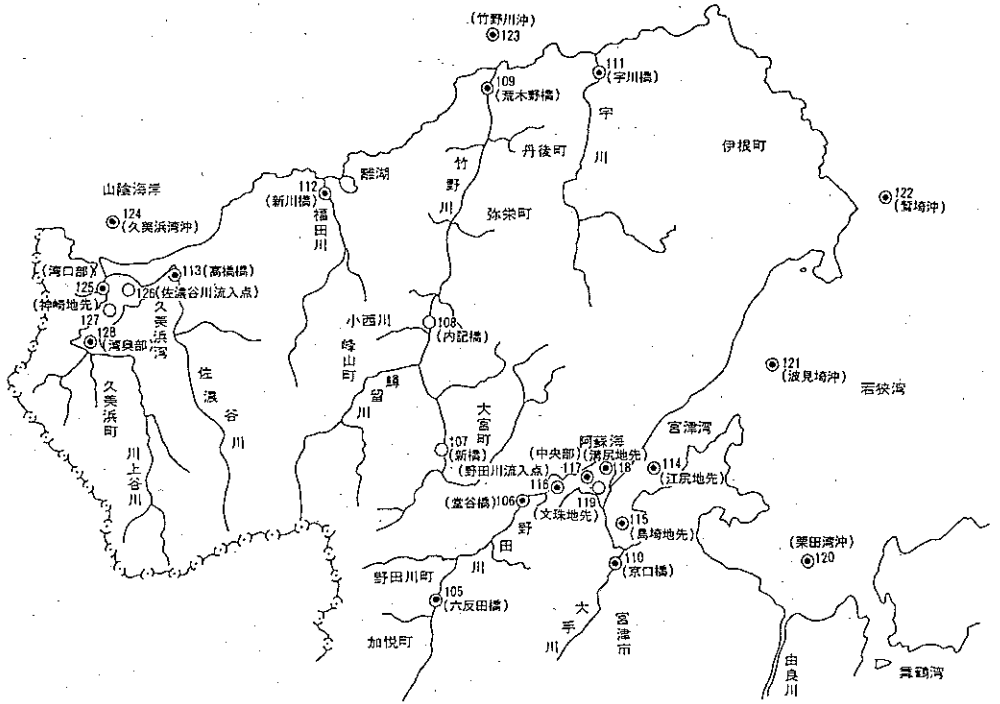 (竹野川沖)
123
111
(宇川橋)
109
(荒木野橋)
宇川
竹野川
丹後町
伊根町
離湖
山陰海岸
112
(新川橋)
福田川
弥栄町
122
(鷲埼沖)
124
(久美浜湾沖)
(湾口部)
113(高橋橋)
125
126(佐濃谷川流入点)
(神崎地先)
127
久美浜湾
128
(湾奥部)
小西川
108
(内記橋)
峰山町
121
(波見埼沖)
若狭湾
佐濃谷川
久美浜町
鱒留川
大宮町
川上谷川
107
(新橋)
阿蘇海
宮津湾
(中央部)
(溝尻地先)
(野田川流入点)
117
118
114
(江尻地先)
116
(堂谷橋)
106
119
(文珠地先)
115
(島埼地先)
野田川
(栗田湾沖)
120
110
(京口橋)
野田川町
105
(六反田橋)
大手川
宮津市
加悦町
由良川
舞鶴湾